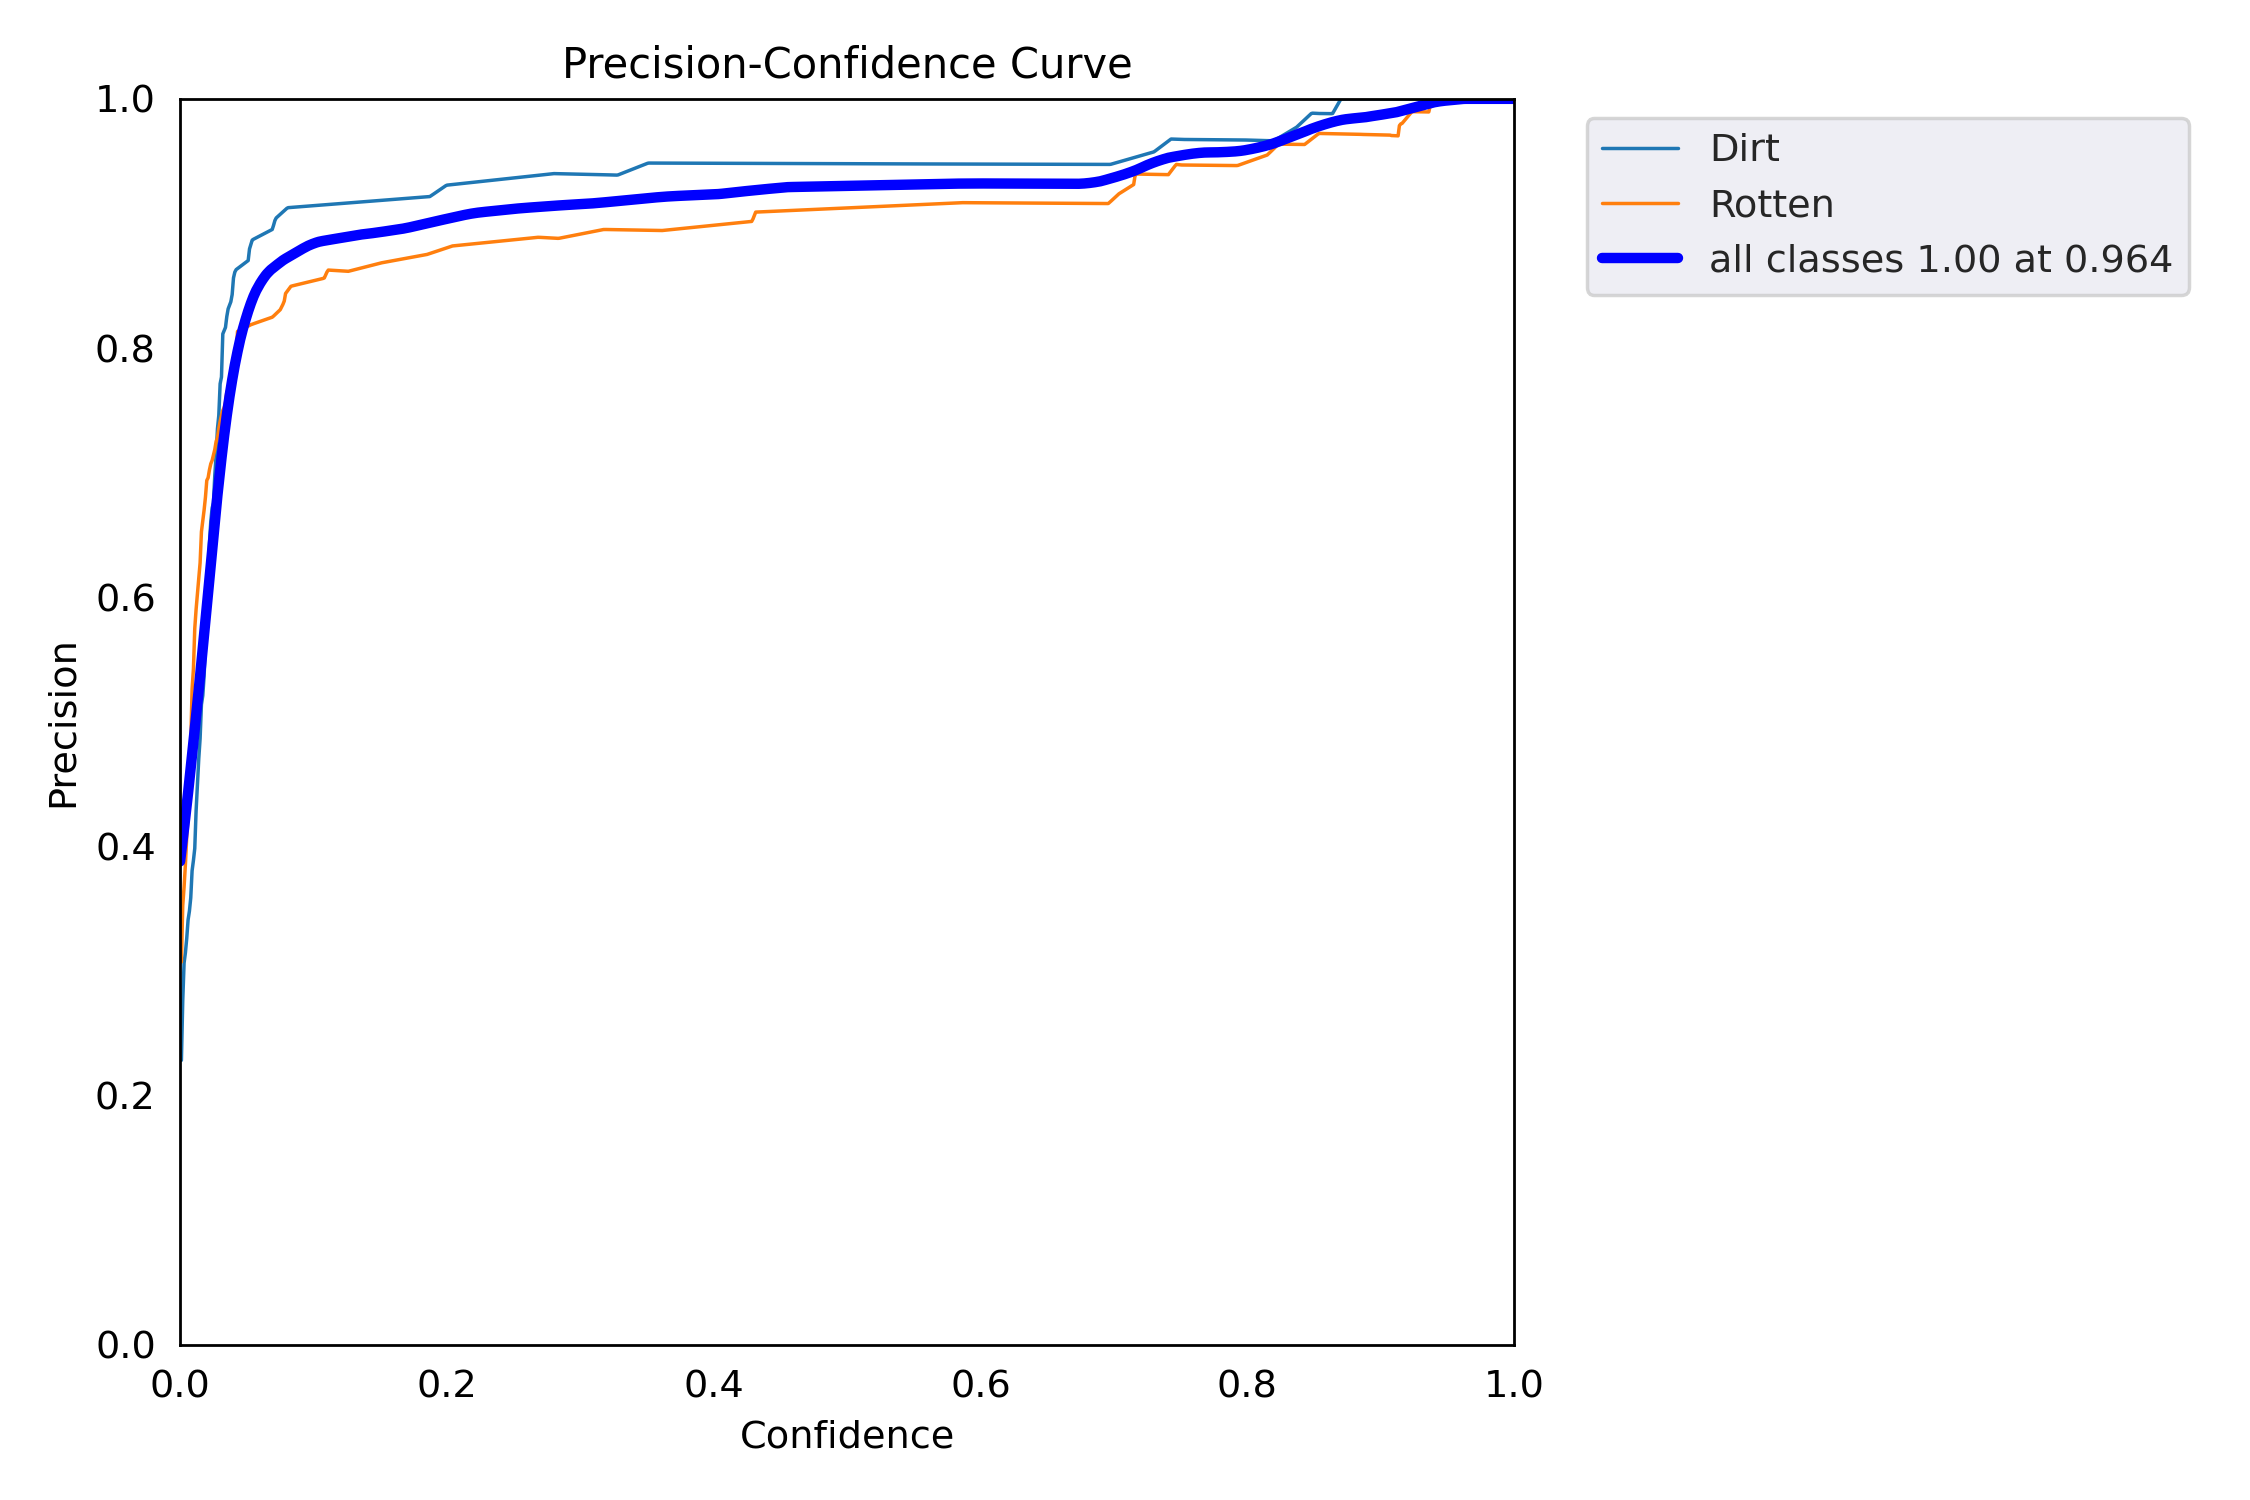 Precision-Confidence Curve
1.0
0.8
0.6
0.4
0.2
0.0
Precision
0.0 0.2 0.4 0.6 0.8 1.0
Confidence
Dirt
Rotten
all classes 1.00 at 0.964